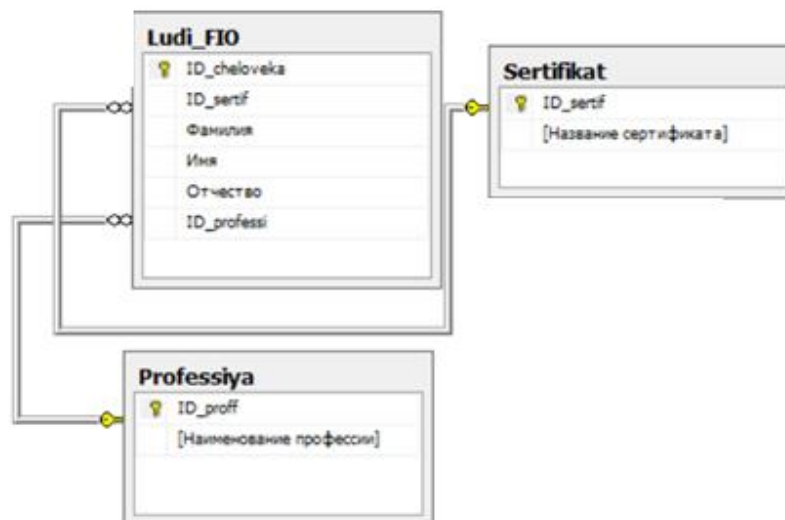 Ludi_FIO
ID_cheloveka
ID_sertif
Фамилия
Имя
Отчество
ID_professi
Sertifikat
ID_sertif
[Название сертификата]
Professiya
ID_proff
[Наименование профессии]